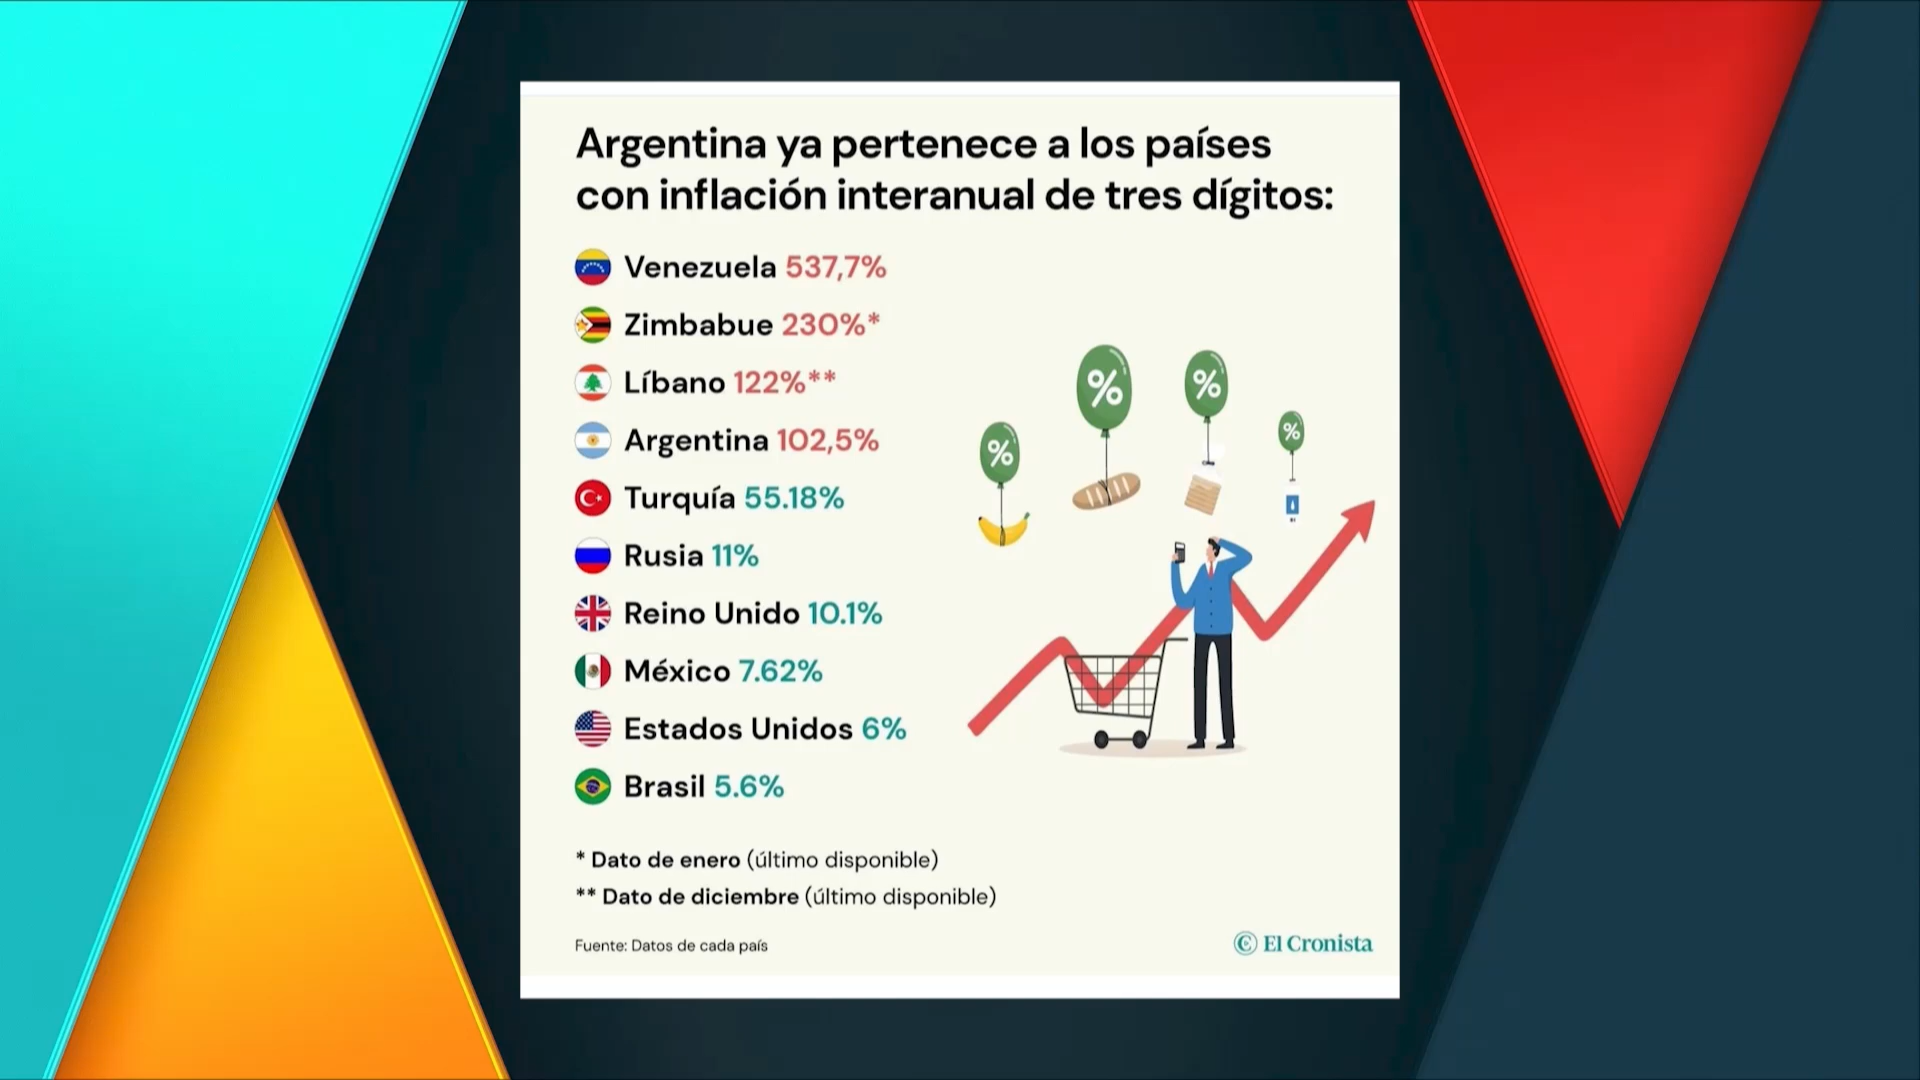 Argentina ya pertenece a los países
con inflación interanual de tres dígitos:
Venezuela 537,7%
Zimbabue 230%*
Líbano 122%**
Argentina 102,5%
Turquía 55.18%
Rusia 11%
Reino Unido 10.1%
México 7.62%
Estados Unidos 6%
Brasil 5.6%
%
%
%
%
* Dato de enero (último disponible)
** Dato de diciembre (último disponible)
Fuente: Datos de cada país
El Cronista